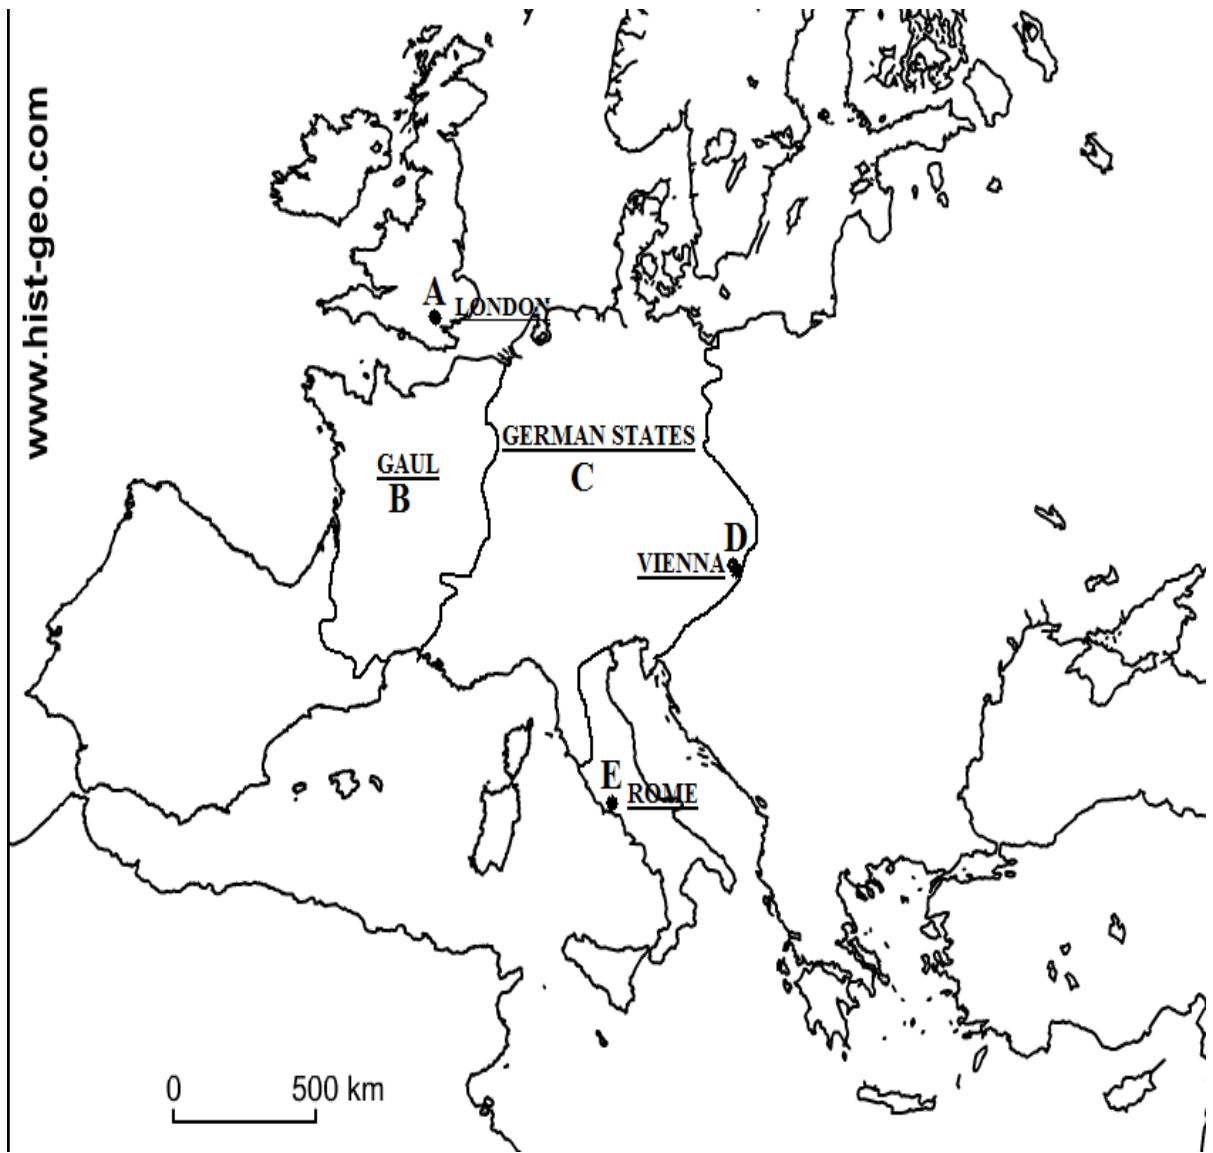 www.hist-geo.com
A
LONDON
GERMAN STATES
C
GAUL
B
D
VIENNA
E
ROME
0 500 km